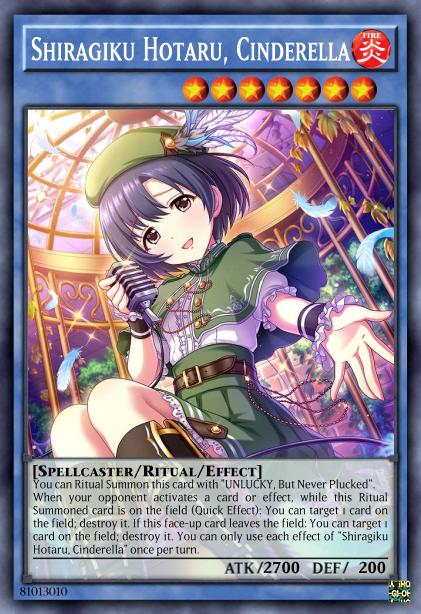 Shiragiku Hotaru, Cinderella
FIRE
炎
[Spellcaster/Ritual/Effect]
You can Ritual Summon this card with "UNLUCKY, But Never Plucked".
When your opponent activates a card or effect, while this Ritual
Summoned card is on the field (Quick Effect): You can target 1 card on
the field; destroy it. If this face-up card leaves the field: You can target 1
card on the field; destroy it. You can only use each effect of "Shiragiku
Hotaru, Cinderella" once per turn.
ATK/2700 DEF/ 200
81013010